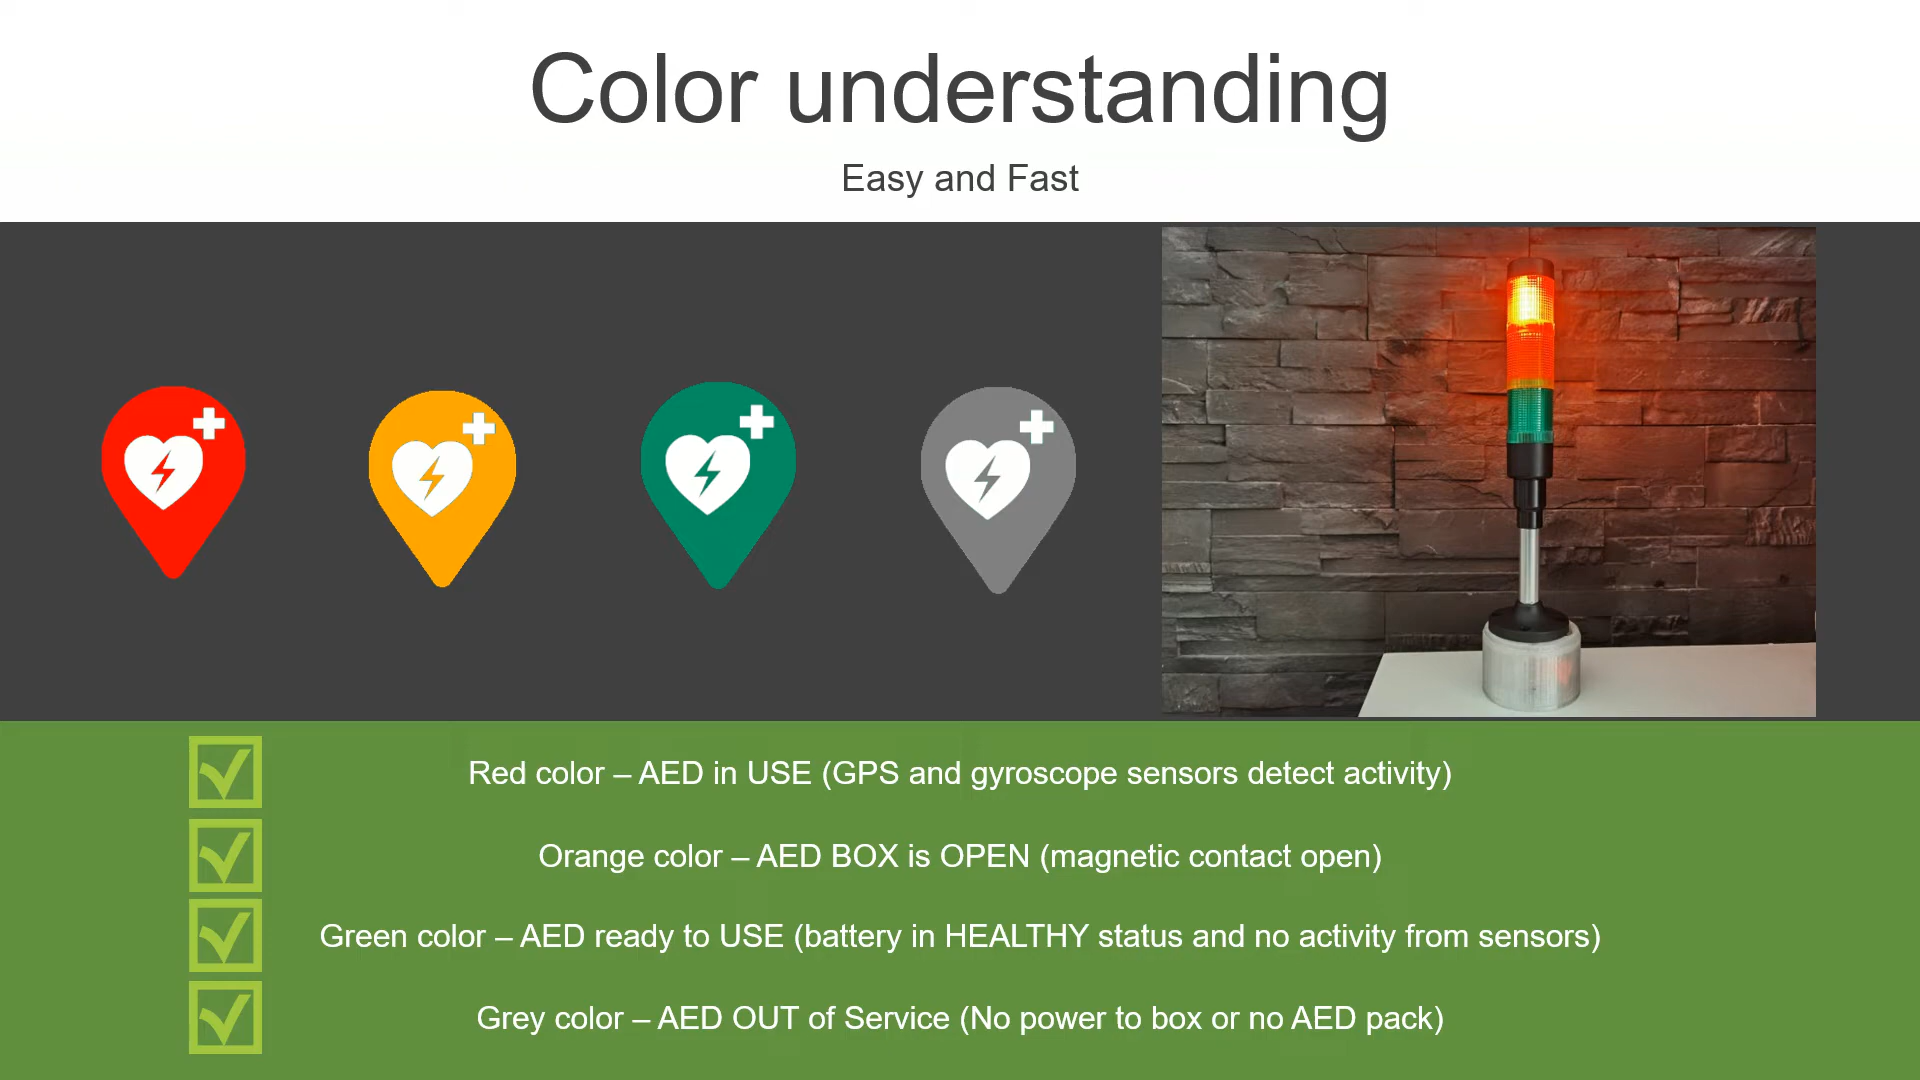 Color understanding
Easy and Fast
Red color – AED in USE (GPS and gyroscope sensors detect activity)
Orange color – AED BOX is OPEN (magnetic contact open)
Green color – AED ready to USE (battery in HEALTHY status and no activity from sensors)
Grey color – AED OUT of Service (No power to box or no AED pack)